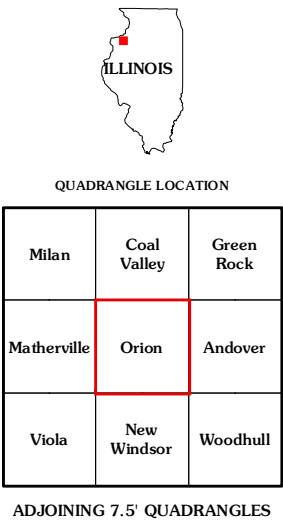 ILLINOIS
QUADRANGLE LOCATION
Milan
Coal
Valley
Green
Rock
Matherville
Orion
Andover
Viola
New
Windsor
Woodhull
ADJOINING 7.5' QUADRANGLES